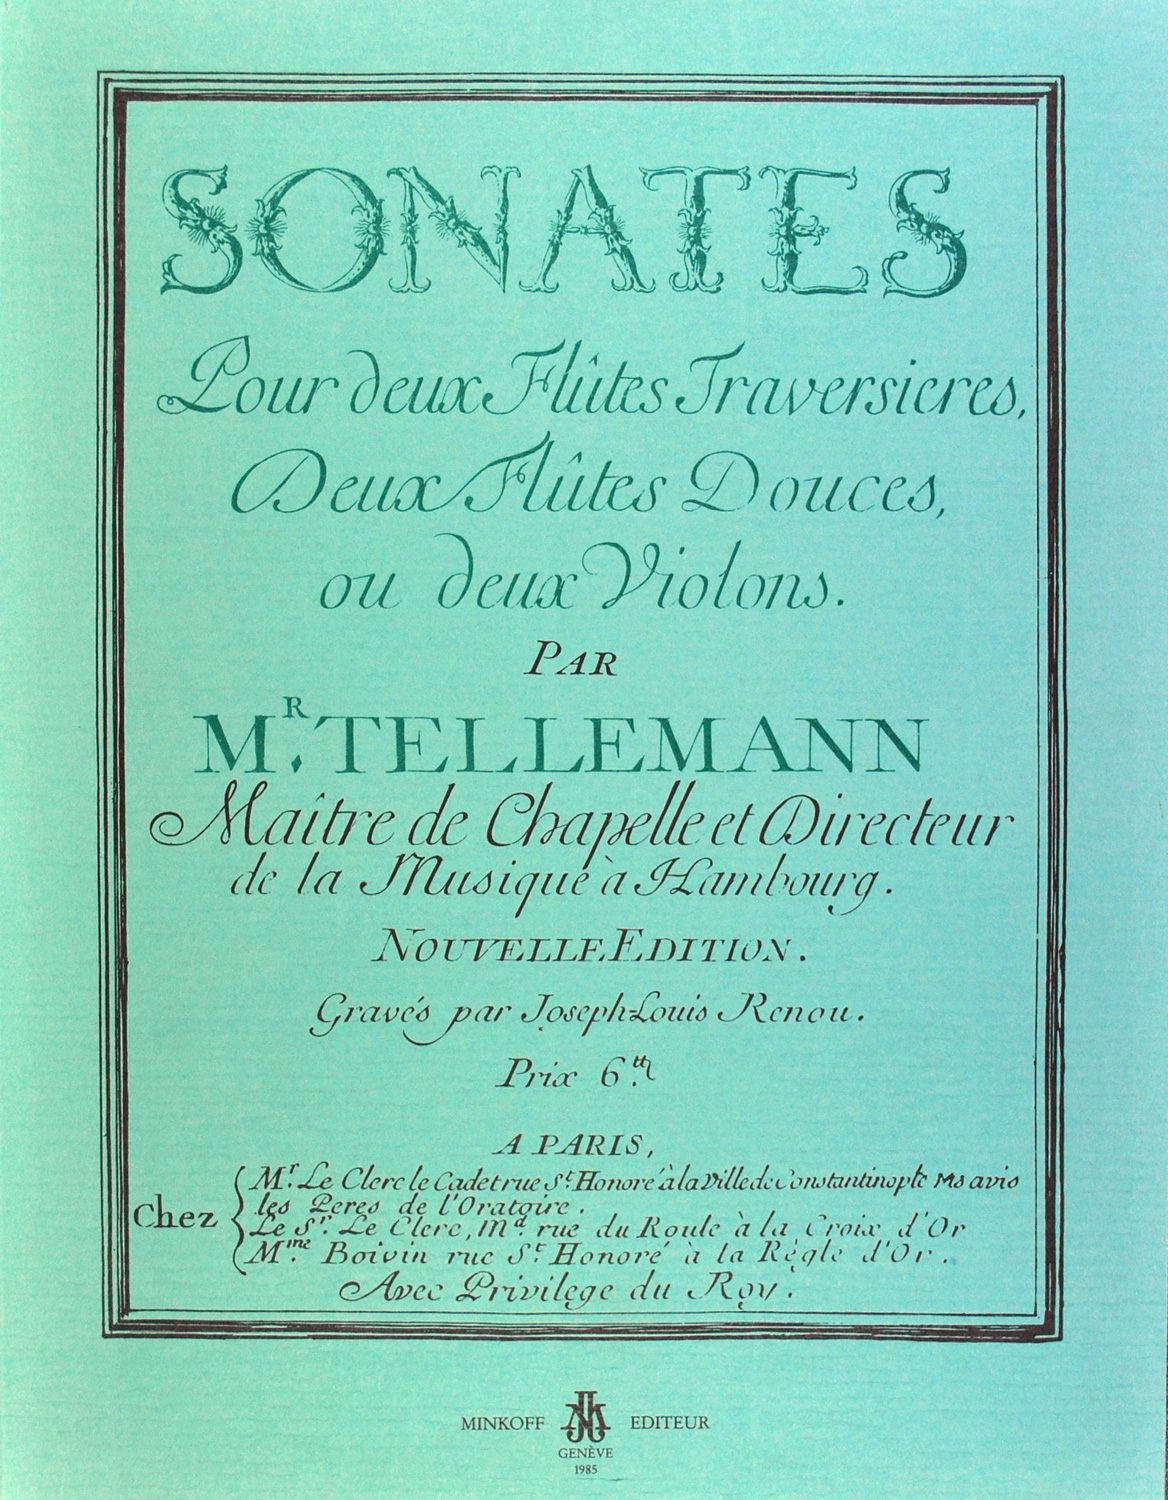 SONATES
Pour deux Flûtes Traversieres,
Deux Flûtes Douces,
ou deux Violons.
PAR
MR. TELLEMANN
Maître de Chapelle et Directeur
de la Musique à Hambourg.
NOUVELLE EDITION.
Gravés par Joseph-Louis Renou.
Prix 6.tt
A PARIS,
Chez
Mr. Le Clerc le Cadet rue St. Honoré à la Ville de Constantinople vis avis
les Peres de l'Oratoire.
Le Sr. Le Clerc, Md. rue du Roule à la Croix d'Or
Mme. Boivin rue St. Honoré à la Règle d'Or.
Avec Privilege du Roy.
MINKOFF EDITEUR
GENÈVE
1985